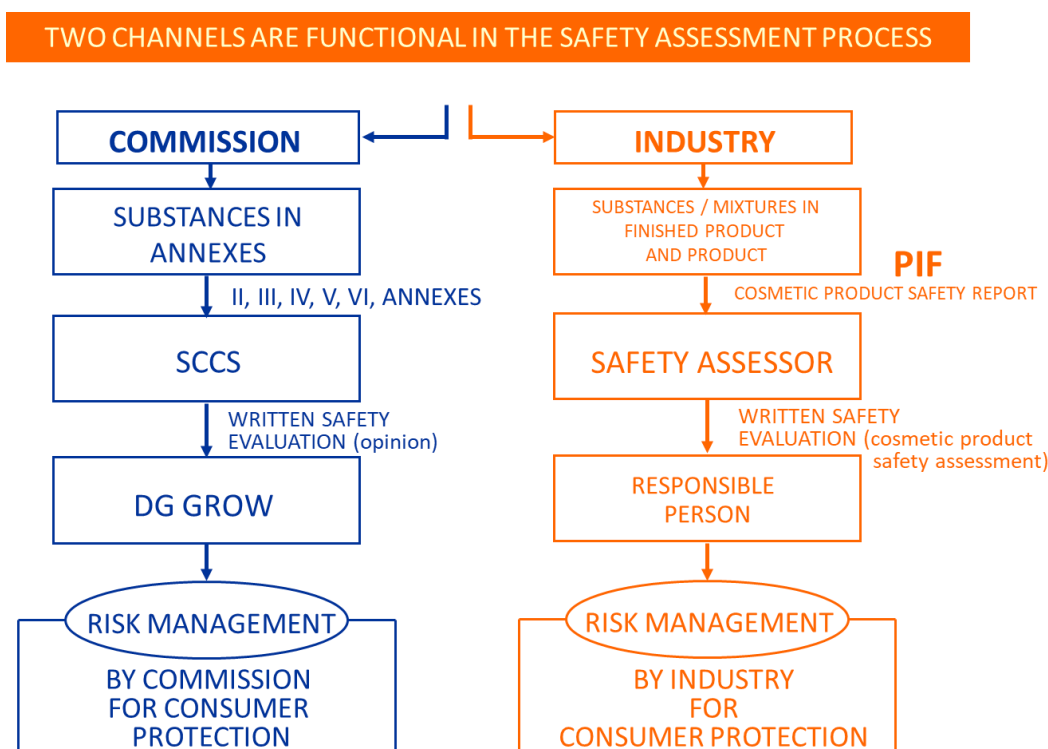 TWO CHANNELS ARE FUNCTIONAL IN THE SAFETY ASSESSMENT PROCESS
COMMISSION
SUBSTANCES IN
ANNEXES
II, III, IV, V, VI, ANNEXES
SCCS
WRITTEN SAFETY
EVALUATION (opinion)
DG GROW
RISK MANAGEMENT
BY COMMISSION
FOR CONSUMER
PROTECTION
INDUSTRY
SUBSTANCES / MIXTURES IN
FINISHED PRODUCT
AND PRODUCT
PIF
COSMETIC PRODUCT SAFETY REPORT
SAFETY ASSESSOR
WRITTEN SAFETY
EVALUATION (cosmetic product
safety assessment)
RESPONSIBLE
PERSON
RISK MANAGEMENT
BY INDUSTRY
FOR
CONSUMER PROTECTION